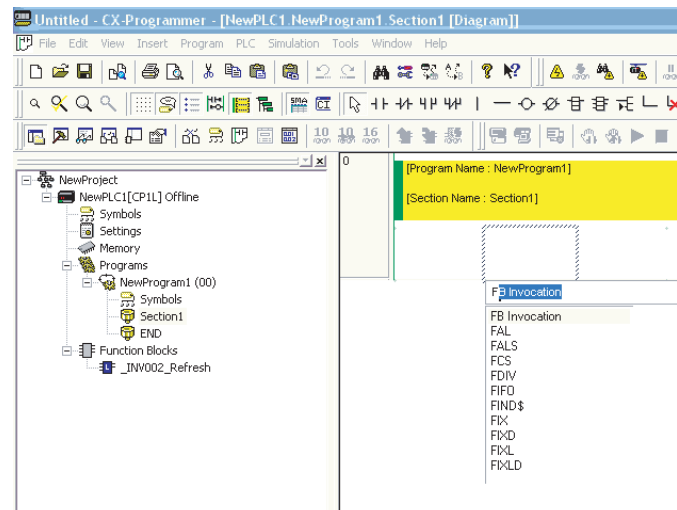 Untitled - CX-Programmer - [NewPLC1.NewProgram1.Section1 [Diagram]]
File Edit View Insert Program PLC Simulation Tools Window Help
SMA CI
10 10 16
NewProject
NewPLC1[CP1L] Offline
Symbols
Settings
Memory
Programs
NewProgram1 (00)
Symbols
Section1
END
Function Blocks
_INV002_Refresh
0
[Program Name : NewProgram1]
[Section Name : Section1]
FB Invocation
FB Invocation
FAL
FALS
FCS
FDIV
FIFO
FIND$
FIX
FIXD
FIXL
FIXLD